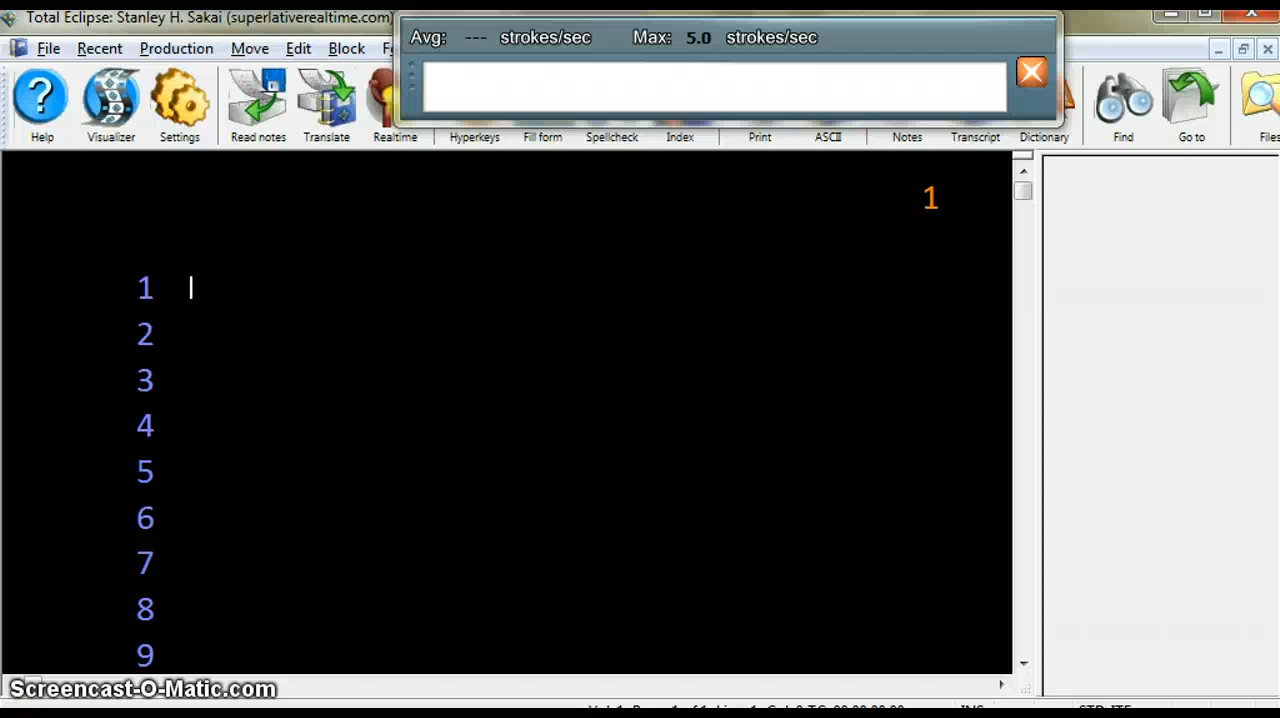 Total Eclipse: Stanley H. Sakai (superlativerealtime.com)
Avg: --- strokes/sec Max: 5.0 strokes/sec
File Recent Production Move Edit Block
Help Visualizer Settings Read notes Translate Realtime Hyperkeys Fill form Spellcheck Index Print ASCII Notes Transcript Dictionary Find Go to Files
1
1
2
3
4
5
6
7
8
9
Screencast-O-Matic.com